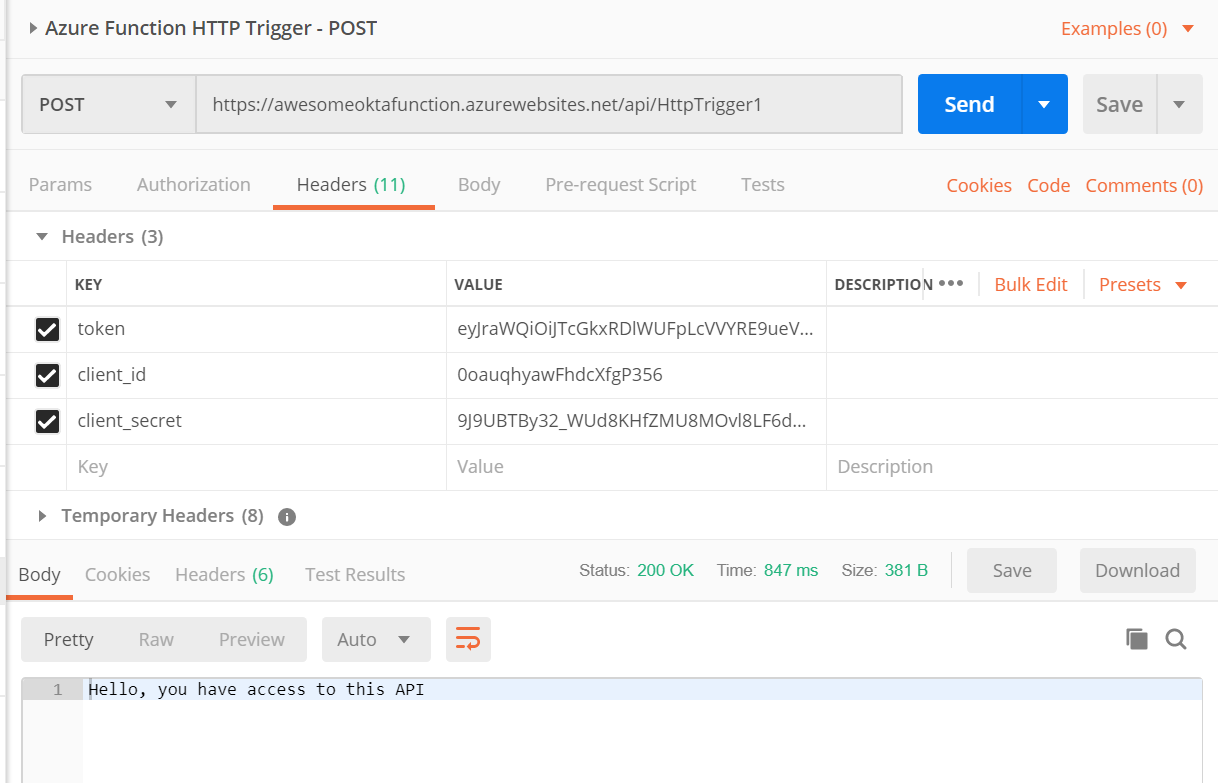 Azure Function HTTP Trigger - POST
Examples (0)
POST
https://awesomeoktafunction.azurewebsites.net/api/HttpTrigger1
Send
Save
Params
Authorization
Headers (11)
Body
Pre-request Script
Tests
Cookies
Code
Comments (0)
Headers (3)
KEY
VALUE
DESCRIPTION
•••
Bulk Edit
Presets
token
eyJraWQiOiJTcGkxRDlWUFpLcVVYRE9ueV...
client_id
0oauqhyawFhdcXfgP356
client_secret
9J9UBTBy32_WUd8KHfZMU8MOvl8LF6d...
Key
Value
Description
Temporary Headers (8)
Body
Cookies
Headers (6)
Test Results
Status: 200 OK
Time: 847 ms
Size: 381 B
Save
Download
Pretty
Raw
Preview
Auto
1
Hello, you have access to this API